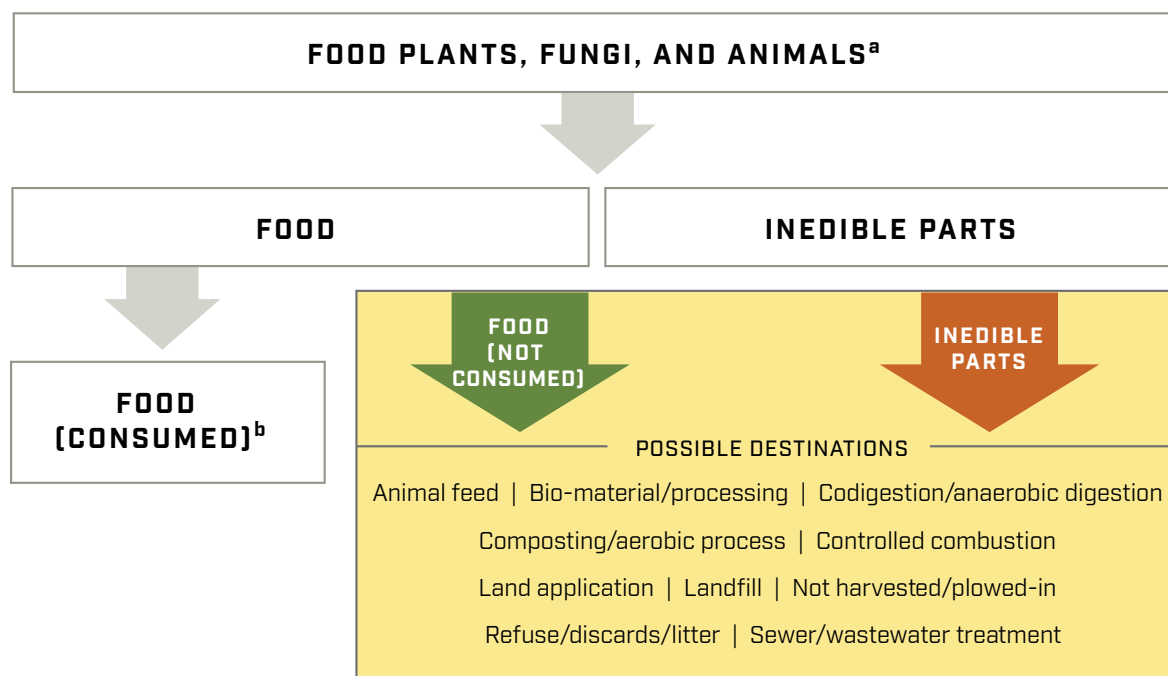 FOOD PLANTS, FUNGI, AND ANIMALSᵃ
FOOD
INEDIBLE PARTS
FOOD
(CONSUMED)ᵇ
FOOD
(NOT
CONSUMED)
INEDIBLE
PARTS
POSSIBLE DESTINATIONS
Animal feed | Bio-material/processing | Codigestion/anaerobic digestion
Composting/aerobic process | Controlled combustion
Land application | Landfill | Not harvested/plowed-in
Refuse/discards/litter | Sewer/wastewater treatment